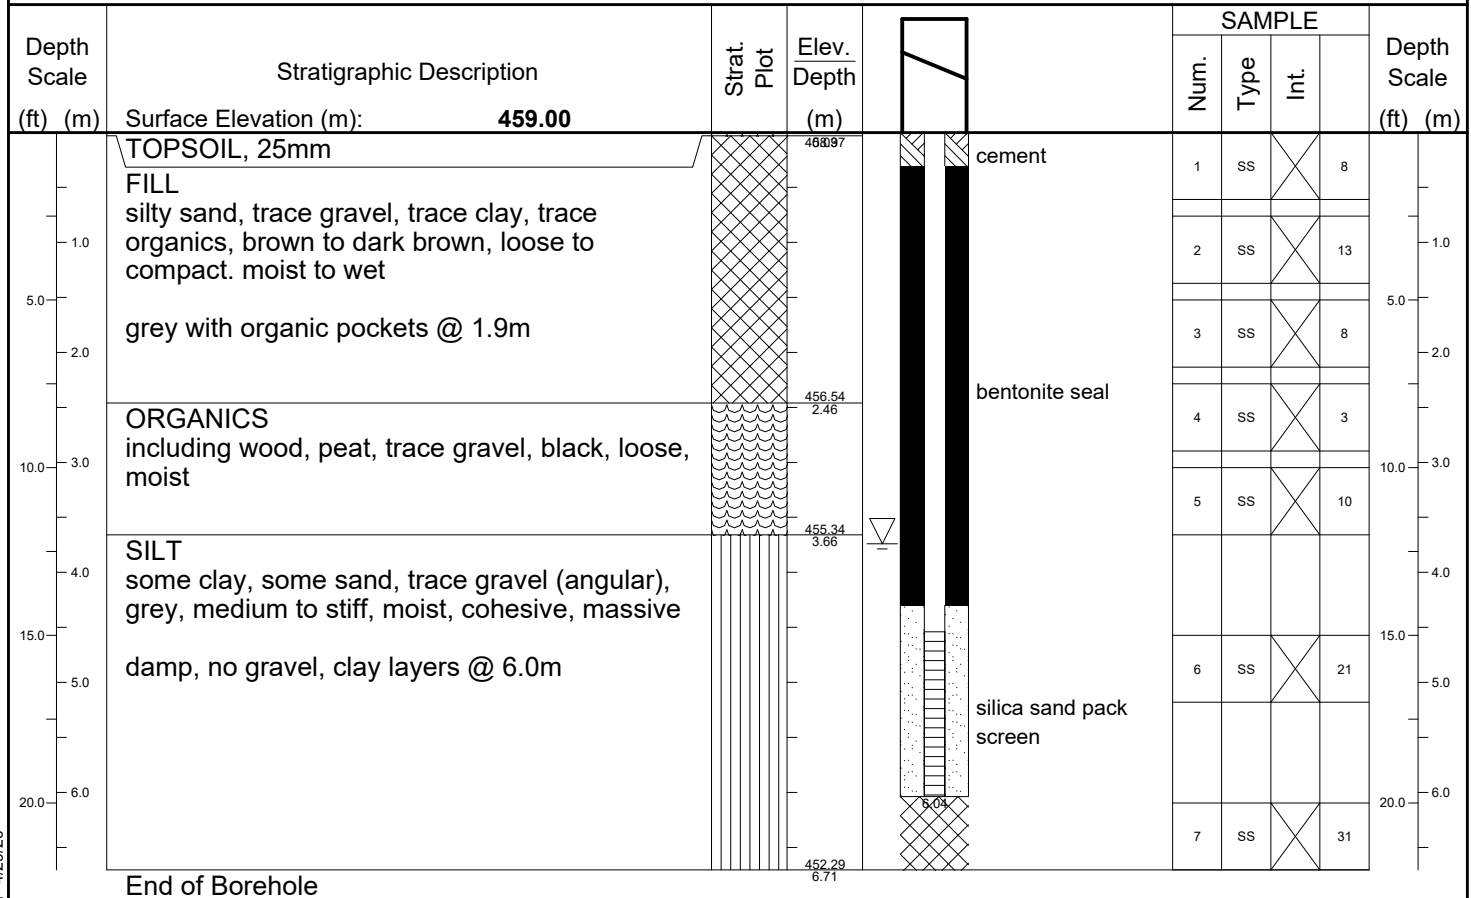 SAMPLE
Depth
Scale
(ft) (m)
Stratigraphic Description
Surface Elevation (m): 459.00
Strat.
Plot
Elev.
Depth
(m)
Num.
Type
Int.
Depth
Scale
(ft) (m)
TOPSOIL, 25mm
FILL
silty sand, trace gravel, trace clay, trace
organics, brown to dark brown, loose to
compact. moist to wet
grey with organic pockets @ 1.9m
ORGANICS
including wood, peat, trace gravel, black, loose,
moist
SILT
some clay, some sand, trace gravel (angular),
grey, medium to stiff, moist, cohesive, massive
damp, no gravel, clay layers @ 6.0m
End of Borehole
1.0
5.0
2.0
10.0
3.0
4.0
15.0
5.0
20.0
6.0
456.54
2.46
455.34
3.66
452.29
6.71
cement
bentonite seal
silica sand pack
screen
6.04
1 SS 8
2 SS 13
3 SS 8
4 SS 3
5 SS 10
6 SS 21
7 SS 31
1.0
5.0
2.0
10.0
3.0
4.0
15.0
5.0
20.0
6.0